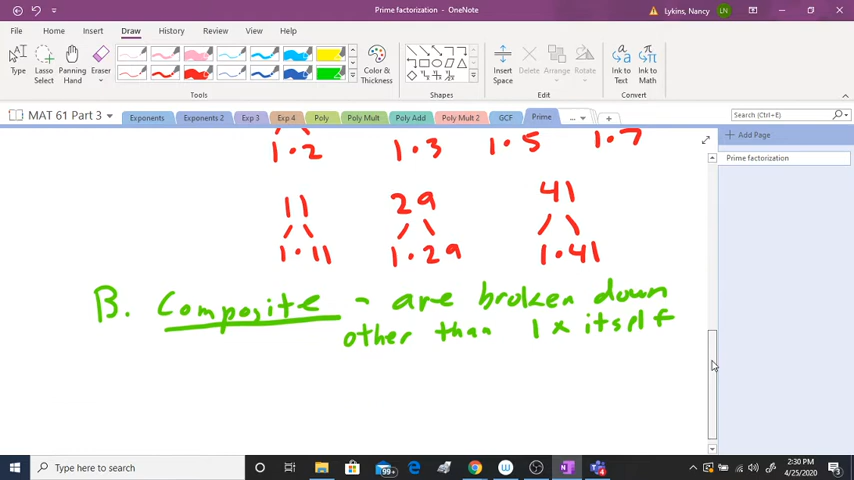 Prime factorization - OneNote
Lykins, Nancy
LN
File
Home
Insert
Draw
History
Review
View
Help
Type
Lasso
Select
Panning
Hand
Eraser
Color &
Thickness
Insert
Space
Delete
Arrange
Rotate
Ink to
Text
Ink to
Math
Tools
Shapes
Edit
Convert
MAT 61 Part 3
Exponents
Exponents 2
Exp 3
Exp 4
Poly
Poly Mult
Poly Add
Poly Mult 2
GCF
Prime
...
+
Search (Ctrl+E)
Add Page
Prime factorization
1 · 2 1 · 3 1 · 5 1 · 7
11 29 41
1 · 11 1 · 29 1 · 41
B. Composite - are broken down
other than 1 x itself
Type here to search
99+
2:30 PM
4/25/2020
3